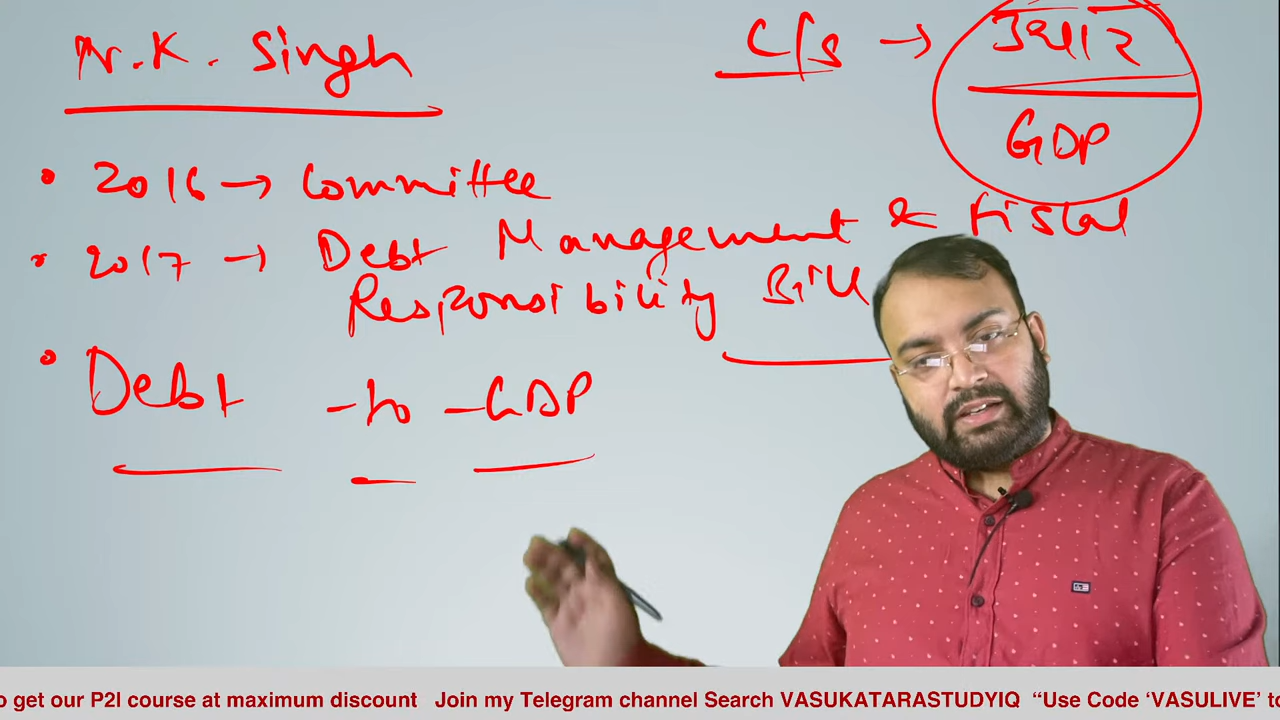 N.K. Singh
C/S → उधार
GDP
• 2016 → Committee
• 2017 → Debt Management & Fiscal
Responsibility Bill
• Debt -to -GDP
o get our P2I course at maximum discount Join my Telegram channel Search VASUKATARASTUDYIQ “Use Code ‘VASULIVE’ to